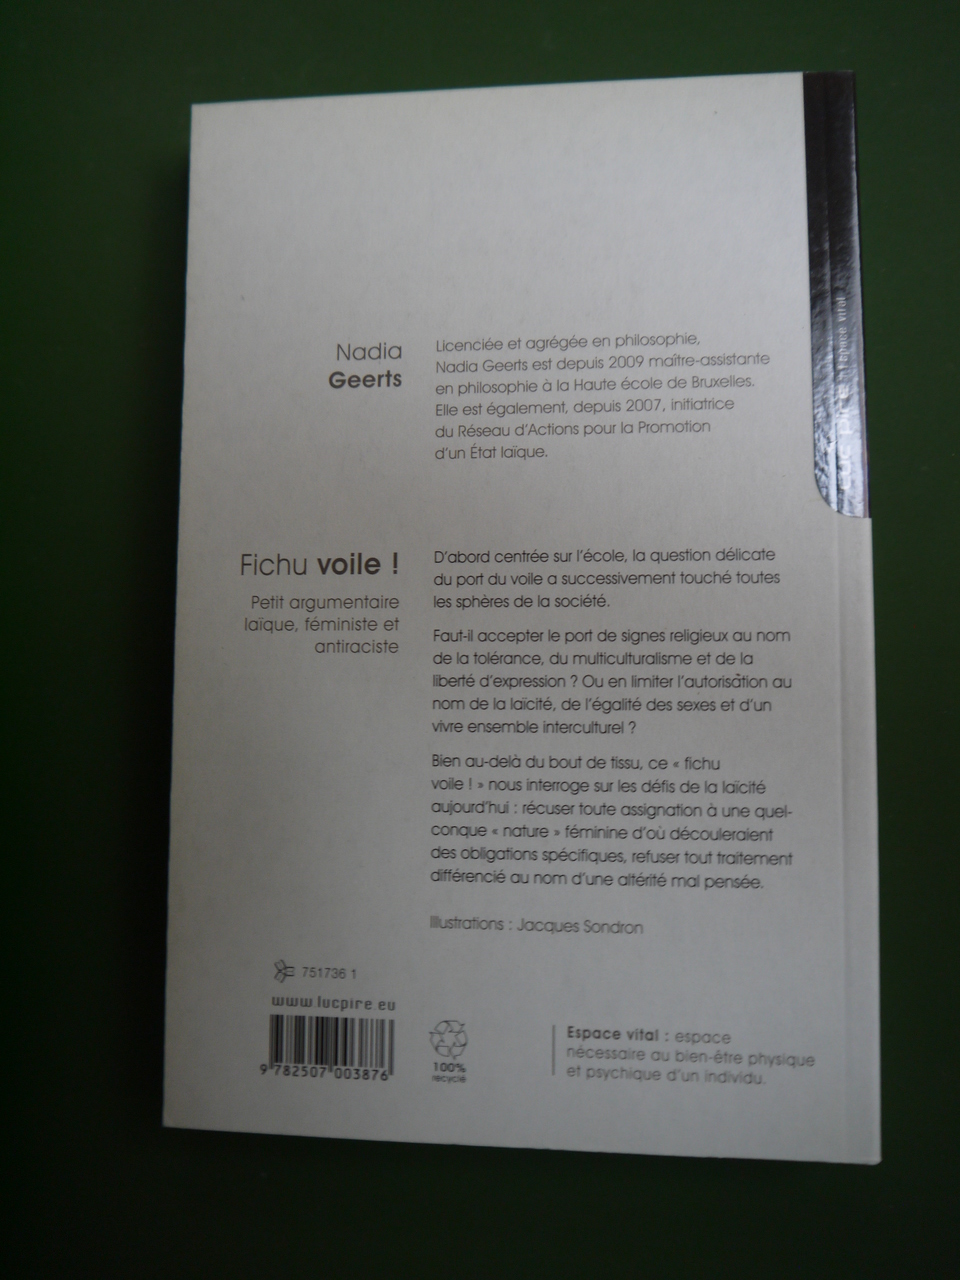 Nadia
Geerts
Licenciée et agrégée en philosophie,
Nadia Geerts est depuis 2009 maître-assistante
en philosophie à la Haute école de Bruxelles.
Elle est également, depuis 2007, initiatrice
du Réseau d'Actions pour la Promotion
d'un État laïque.
Fichu voile !
Petit argumentaire
laïque, féministe et
antiraciste
D'abord centrée sur l'école, la question délicate
du port du voile a successivement touché toutes
les sphères de la société.
Faut-il accepter le port de signes religieux au nom
de la tolérance, du multiculturalisme et de la
liberté d'expression ? Ou en limiter l'autorisation au
nom de la laïcité, de l'égalité des sexes et d'un
vivre ensemble interculturel ?
Bien au-delà du bout de tissu, ce « fichu
voile ! » nous interroge sur les défis de la laïcité
aujourd'hui : récuser toute assignation à une quel-
conque « nature » féminine d'où découleraient
des obligations spécifiques, refuser tout traitement
différencié au nom d'une altérité mal pensée.
Illustrations : Jacques Sondron
751736 1
www.lucpire.eu
9 782507 003876
100%
recyclé
Espace vital : espace
nécessaire au bien-être physique
et psychique d'un individu.
espace vital